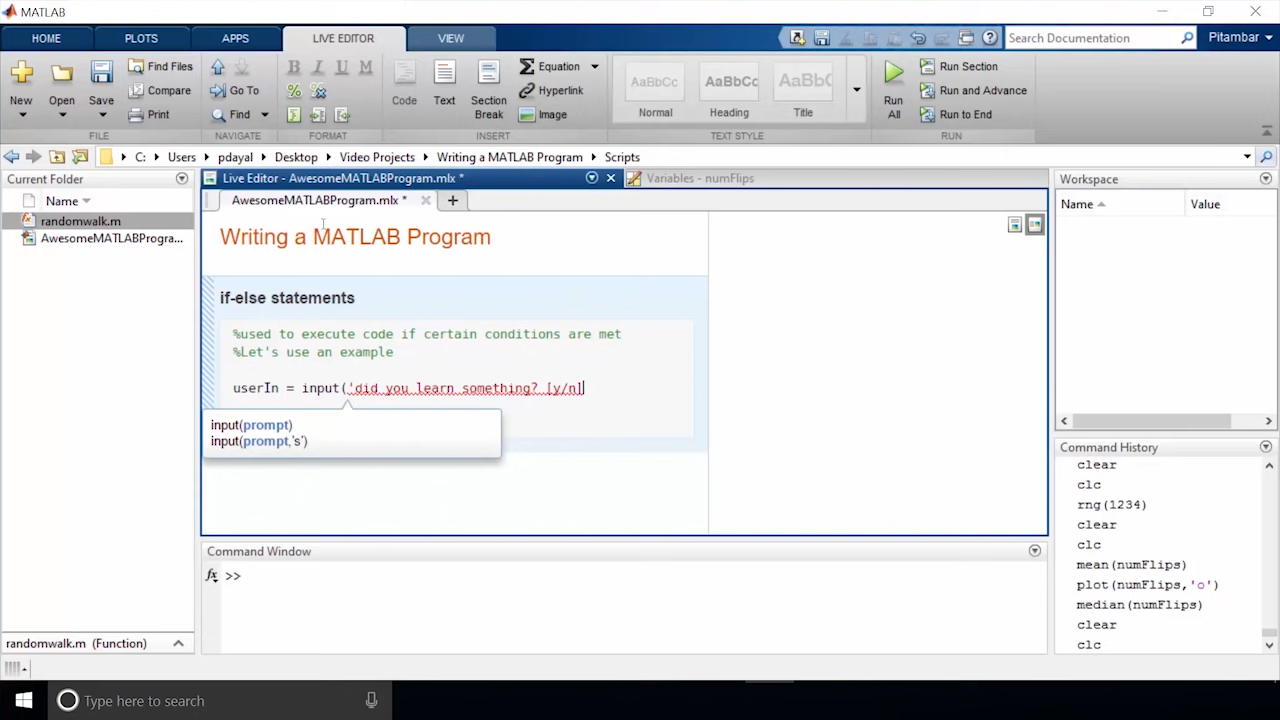 MATLAB
HOME PLOTS APPS LIVE EDITOR VIEW Search Documentation Pitambar
New Open Save Find Files Compare Print
Go To Find
B I U M
Code Text Section Break Equation Hyperlink Image
AaBbCc AaBbCc AaBbC
Normal Heading Title
Run All Run Section Run and Advance Run to End
FILE NAVIGATE FORMAT INSERT TEXT STYLE RUN
C: Users pdayal Desktop Video Projects Writing a MATLAB Program Scripts
Current Folder
Name
randomwalk.m
AwesomeMATLABProgra...
randomwalk.m (Function)
Live Editor - AwesomeMATLABProgram.mlx *
Variables - numFlips
AwesomeMATLABProgram.mlx *
Writing a MATLAB Program
if-else statements
%used to execute code if certain conditions are met
%Let's use an example
userIn = input('did you learn something? [y/n]
input(prompt)
input(prompt,'s')
Command Window
fx >>
Workspace
Name Value
Command History
clear
clc
rng(1234)
clear
clc
mean(numFlips)
plot(numFlips,'o')
median(numFlips)
clear
clc
Type here to search